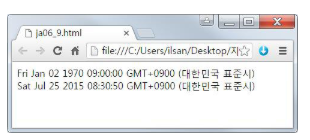 ja06_9.html
file:///C:/Users/ilsan/Desktop/자
Fri Jan 02 1970 09:00:00 GMT+0900 (대한민국 표준시)
Sat Jul 25 2015 08:30:50 GMT+0900 (대한민국 표준시)